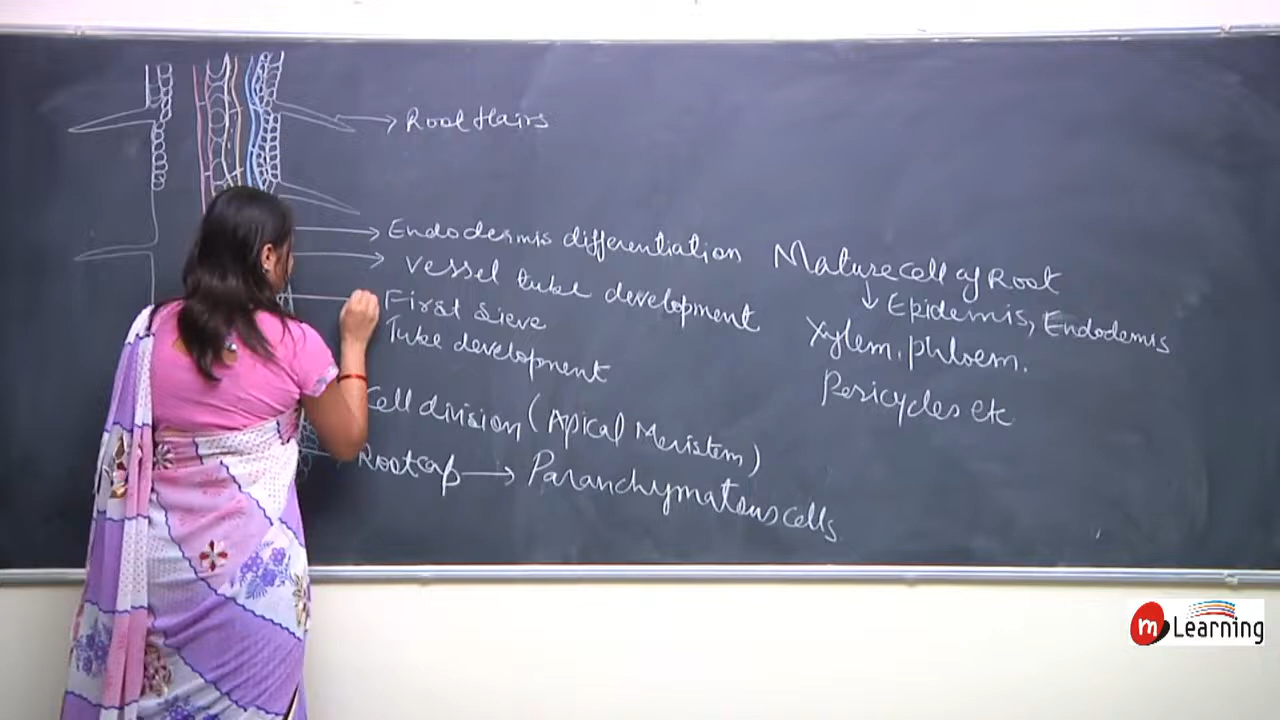 Root Hairs
Endodermis differentiation
Vessel tube development
First Sieve
Tube development
Cell division (Apical Meristem)
Rootcap → Paranchymatous cells
Mature cell of Root
↓ Epidemis, Endodemis
Xylem, phloem.
Pericycles etc
m Learning